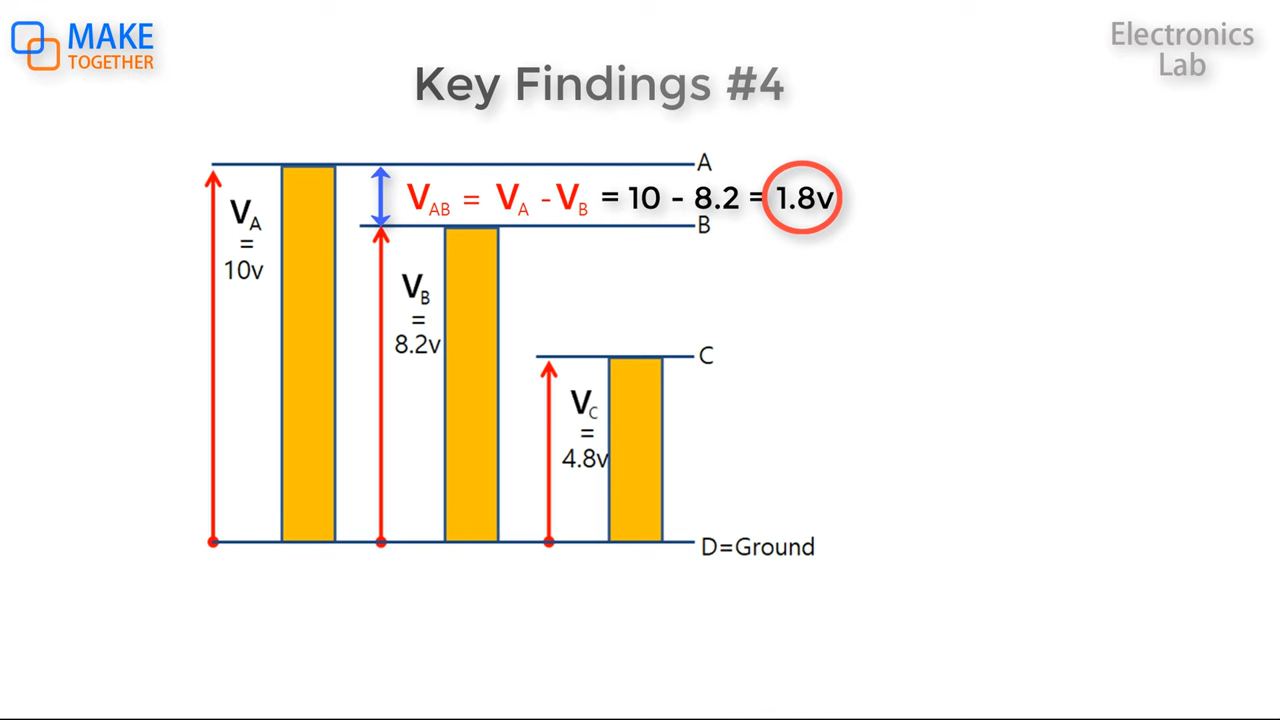 MAKE
TOGETHER
Electronics
Lab
Key Findings #4
A
VAB = VA - VB = 10 - 8.2 = 1.8v
B
VA
=
10v
VB
=
8.2v
C
VC
=
4.8v
D=Ground